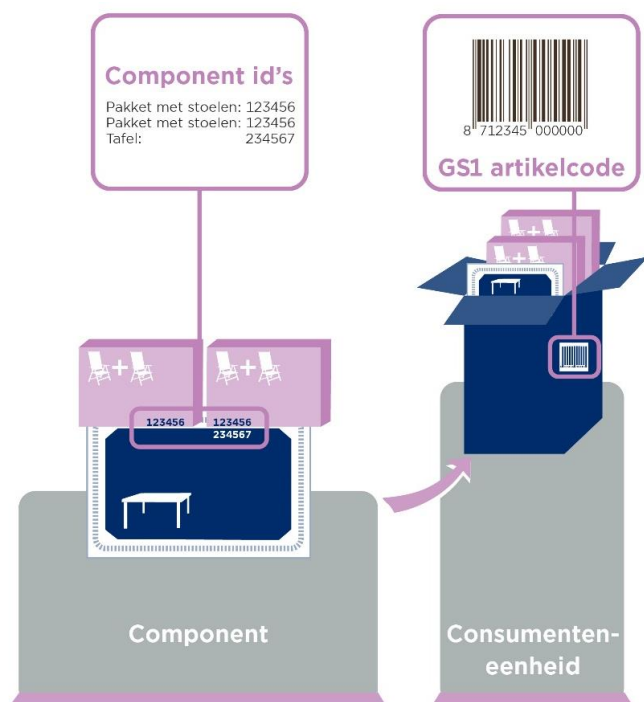 Component id's
Pakket met stoelen: 123456
Pakket met stoelen: 123456
Tafel: 234567
8 712345 000000
GS1 artikelcode
123456 123456
234567
Component
Consumenten-
eenheid